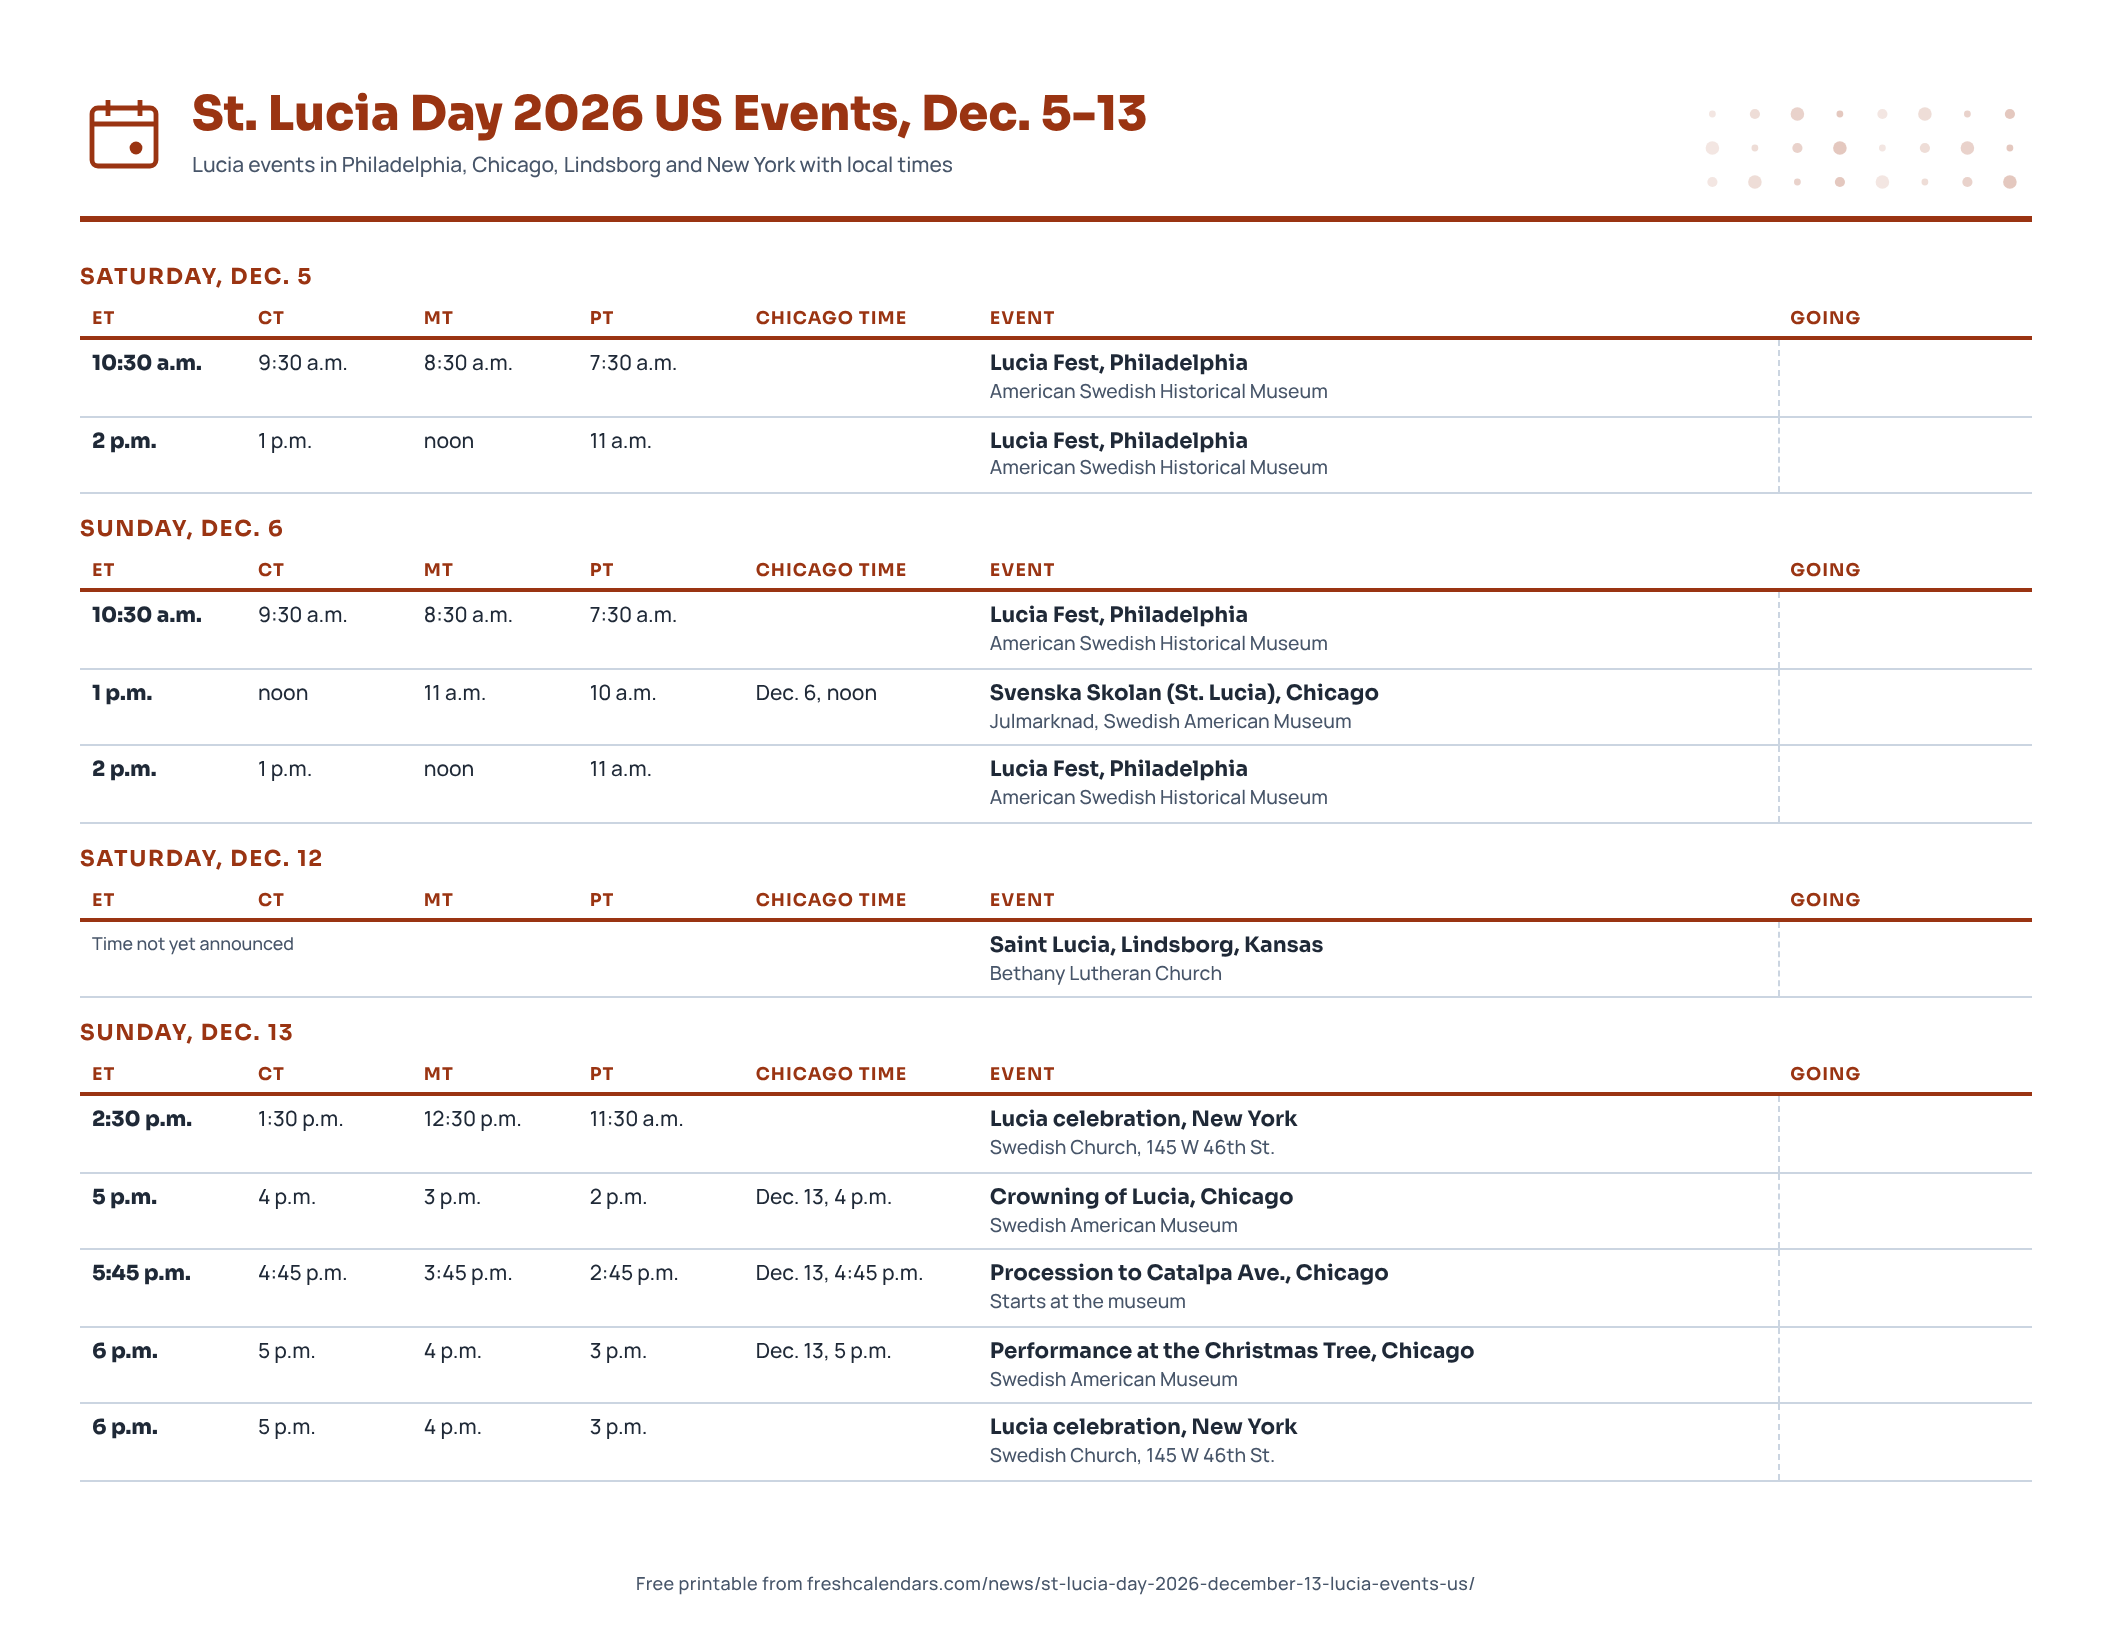 St. Lucia Day 2026 US Events, Dec. 5–13
Lucia events in Philadelphia, Chicago, Lindsborg and New York with local times
SATURDAY, DEC. 5
ET CT MT PT CHICAGO TIME EVENT GOING
10:30 a.m. 9:30 a.m. 8:30 a.m. 7:30 a.m. Lucia Fest, Philadelphia
American Swedish Historical Museum
2 p.m. 1 p.m. noon 11 a.m. Lucia Fest, Philadelphia
American Swedish Historical Museum
SUNDAY, DEC. 6
ET CT MT PT CHICAGO TIME EVENT GOING
10:30 a.m. 9:30 a.m. 8:30 a.m. 7:30 a.m. Lucia Fest, Philadelphia
American Swedish Historical Museum
1 p.m. noon 11 a.m. 10 a.m. Dec. 6, noon Svenska Skolan (St. Lucia), Chicago
Julmarknad, Swedish American Museum
2 p.m. 1 p.m. noon 11 a.m. Lucia Fest, Philadelphia
American Swedish Historical Museum
SATURDAY, DEC. 12
ET CT MT PT CHICAGO TIME EVENT GOING
Time not yet announced Saint Lucia, Lindsborg, Kansas
Bethany Lutheran Church
SUNDAY, DEC. 13
ET CT MT PT CHICAGO TIME EVENT GOING
2:30 p.m. 1:30 p.m. 12:30 p.m. 11:30 a.m. Lucia celebration, New York
Swedish Church, 145 W 46th St.
5 p.m. 4 p.m. 3 p.m. 2 p.m. Dec. 13, 4 p.m. Crowning of Lucia, Chicago
Swedish American Museum
5:45 p.m. 4:45 p.m. 3:45 p.m. 2:45 p.m. Dec. 13, 4:45 p.m. Procession to Catalpa Ave., Chicago
Starts at the museum
6 p.m. 5 p.m. 4 p.m. 3 p.m. Dec. 13, 5 p.m. Performance at the Christmas Tree, Chicago
Swedish American Museum
6 p.m. 5 p.m. 4 p.m. 3 p.m. Lucia celebration, New York
Swedish Church, 145 W 46th St.
Free printable from freshcalendars.com/news/st-lucia-day-2026-december-13-lucia-events-us/